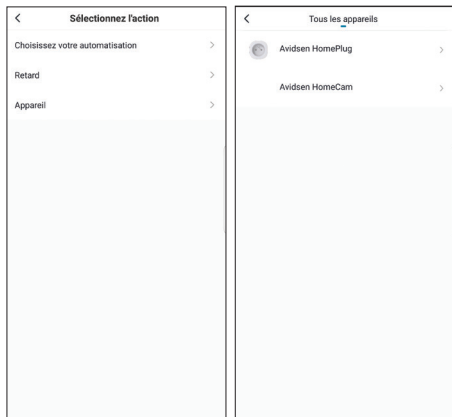 Sélectionnez l'action
Choisissez votre automatisation
Retard
Appareil
Tous les appareils
Avidsen HomePlug
Avidsen HomeCam